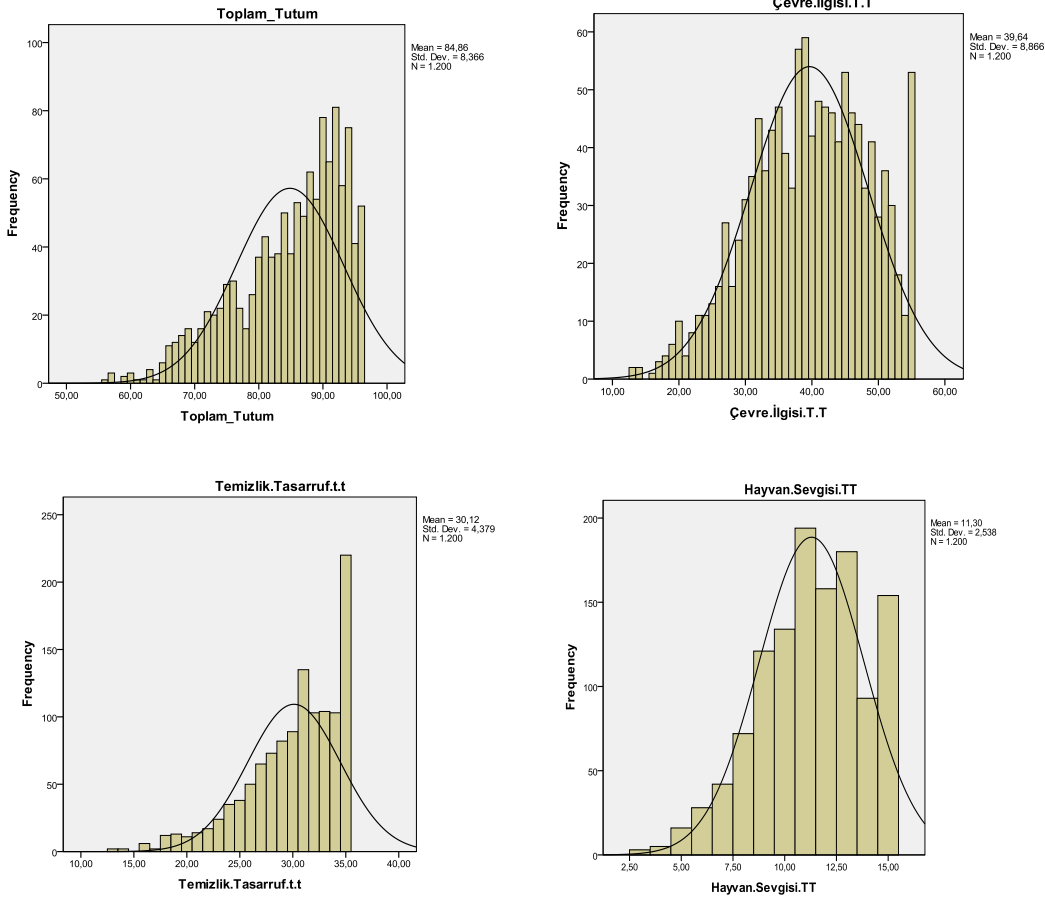 Toplam_Tutum
Mean = 84,86
Std. Dev. = 8,366
N = 1.200
100
80
60
40
20
0
Frequency
50,00 60,00 70,00 80,00 90,00 100,00
Toplam_Tutum
Çevre.İlgisi.T.T
Mean = 39,64
Std. Dev. = 8,866
N = 1.200
60
50
40
30
20
10
0
Frequency
10,00 20,00 30,00 40,00 50,00 60,00
Çevre.İlgisi.T.T
Temizlik.Tasarruf.t.t
Mean = 30,12
Std. Dev. = 4,379
N = 1.200
250
200
150
100
50
0
Frequency
10,00 15,00 20,00 25,00 30,00 35,00 40,00
Temizlik.Tasarruf.t.t
Hayvan.Sevgisi.TT
Mean = 11,30
Std. Dev. = 2,538
N = 1.200
200
150
100
50
0
Frequency
2,50 5,00 7,50 10,00 12,50 15,00
Hayvan.Sevgisi.TT